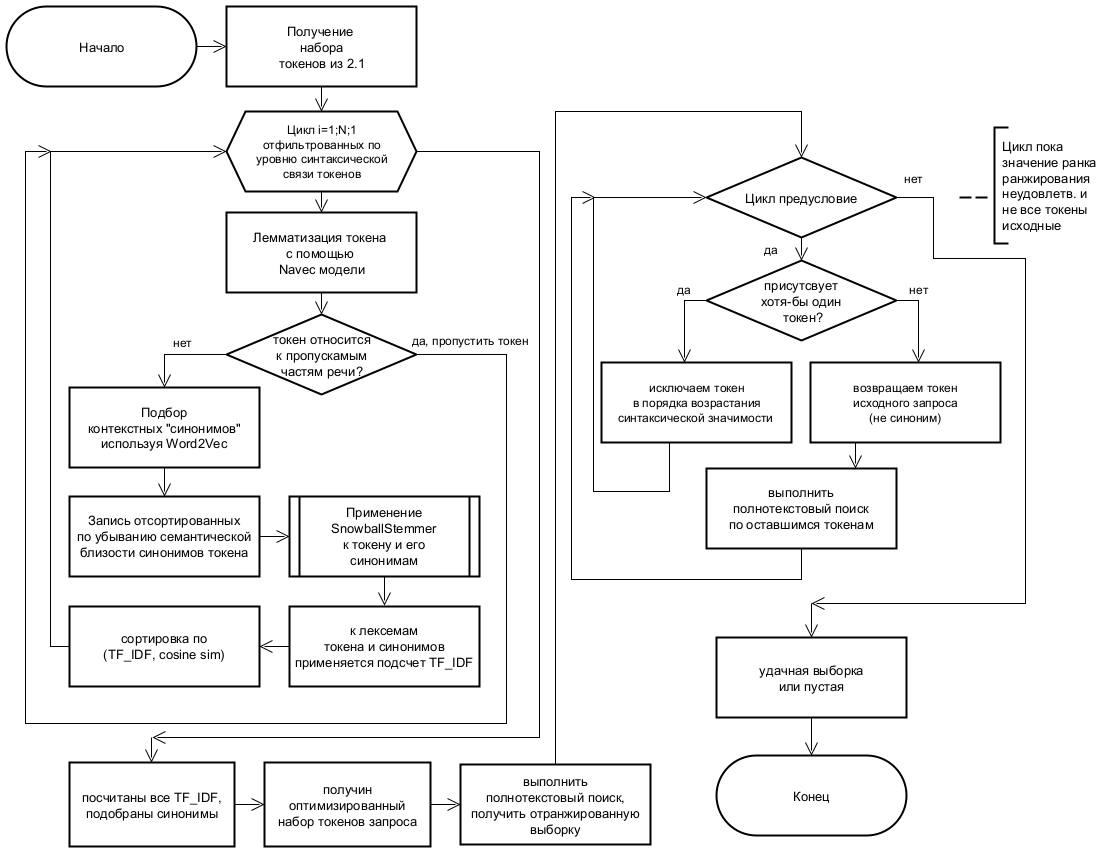 Начало
Получение
набора
токенов из 2.1
Цикл i=1;N;1
отфильтрованных по
уровню синтаксической
связи токенов
Лемматизация токена
с помощью
Navec модели
токен относится
к пропускамым
частям речи?
нет
да, пропустить токен
Подбор
контекстных "синонимов"
используя Word2Vec
Запись отсортированных
по убыванию семантической
близости синонимов токена
Применение
SnowballStemmer
к токену и его
синонимам
к лексемам
токена и синонимов
применяется подсчет TF_IDF
сортировка по
(TF_IDF, cosine sim)
посчитаны все TF_IDF,
подобраны синонимы
получин
оптимизированный
набор токенов запроса
выполнить
полнотекстовый поиск,
получить отранжированную
выборку
Цикл предусловие
нет
Цикл пока
значение ранка
ранжирования
неудовлетв. и
не все токены
исходные
да
присутсвует
хотя-бы один
токен?
да
нет
исключаем токен
в порядка возрастания
синтаксической значимости
возвращаем токен
исходного запроса
(не синоним)
выполнить
полнотекстовый поиск
по оставшимся токенам
удачная выборка
или пустая
Конец